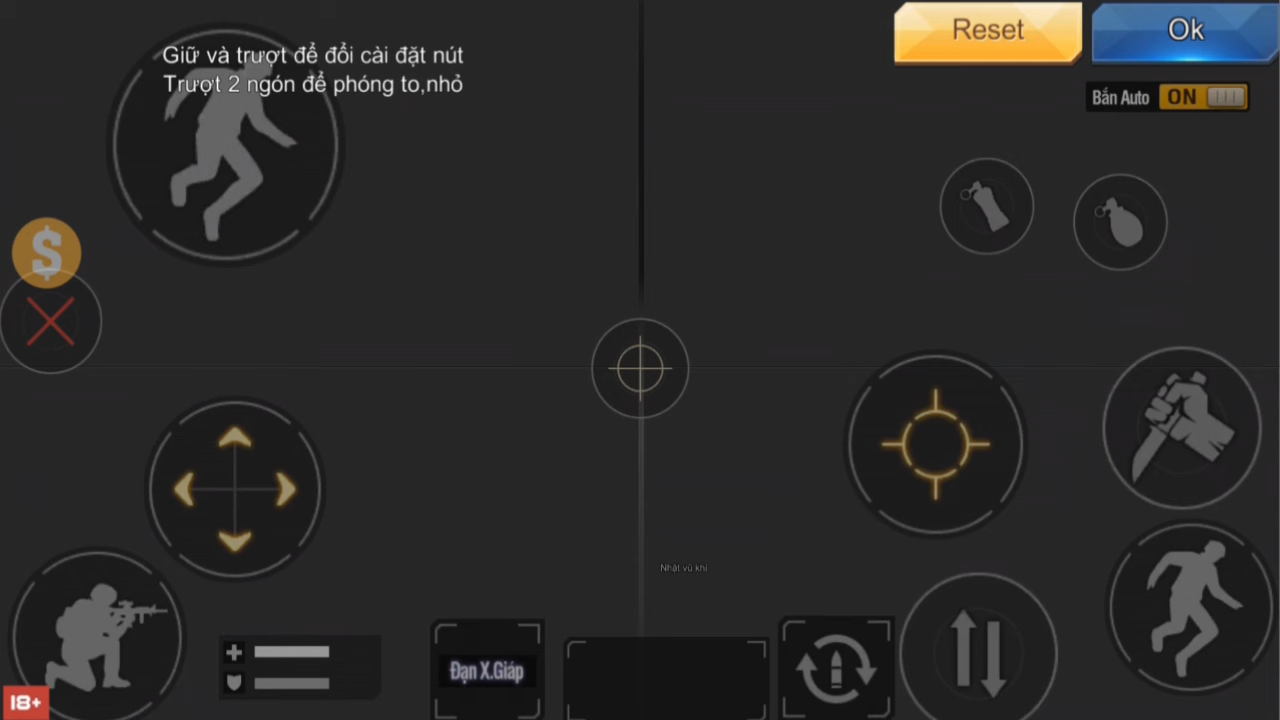 Giữ và trượt để đổi cài đặt nút
Trượt 2 ngón để phóng to,nhỏ
Reset
Ok
Bắn Auto ON
$
Nhặt vũ khí
Đạn X.Giáp
18+